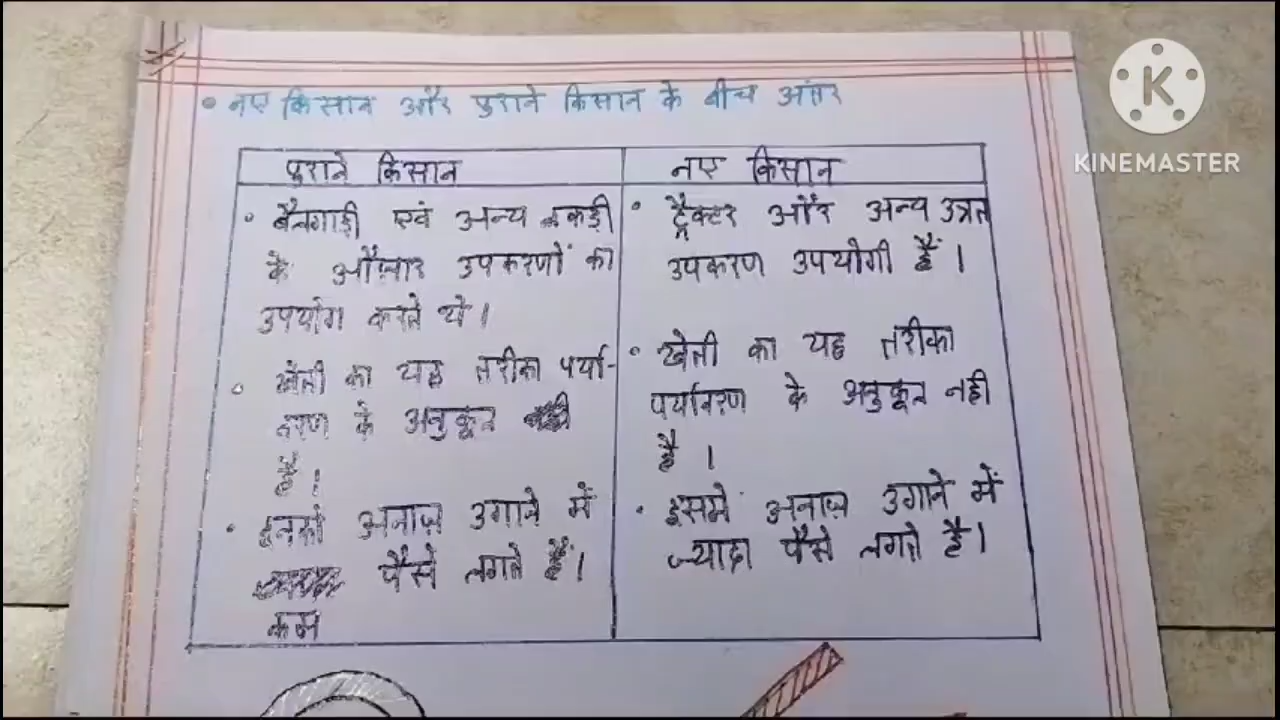 • नए किसान और पुराने किसान के बीच अंतर
K
KINEMASTER
पुराने किसान
• बैलगाड़ी एवं अन्य लकड़ी
के औज़ार उपकरणों का
उपयोग करते थे।
• खेती का यह तरीका पर्या-
वरण के अनुकूल
है।
• इनको अनाज़ उगाने में
पैसे लगते हैं।
कम
नए किसान
• ट्रैक्टर और अन्य उन्नत
उपकरण उपयोगी हैं।
• खेती का यह तरीका
पर्यावरण के अनुकूल नही
है।
• इसमें अनाज़ उगाने में
ज्यादा पैसे लगते है।